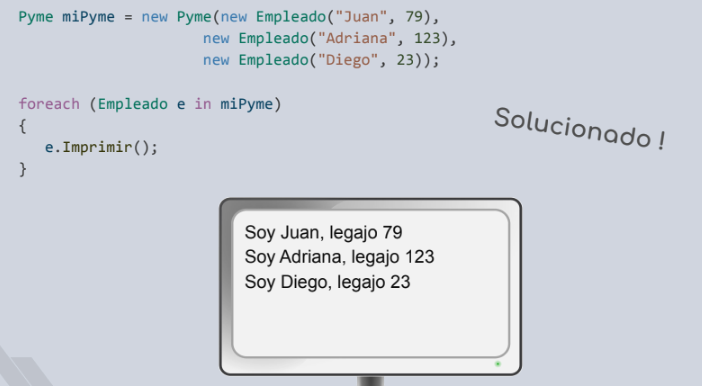 Pyme miPyme = new Pyme(new Empleado("Juan", 79),
new Empleado("Adriana", 123),
new Empleado("Diego", 23));
foreach (Empleado e in miPyme)
{
e.Imprimir();
}
Solucionado !
Soy Juan, legajo 79
Soy Adriana, legajo 123
Soy Diego, legajo 23